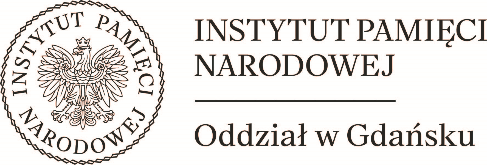 INSTYTUT PAMIĘCI
NARODOWEJ
INSTYTUT PAMIĘCI
NARODOWEJ
Oddział w Gdańsku